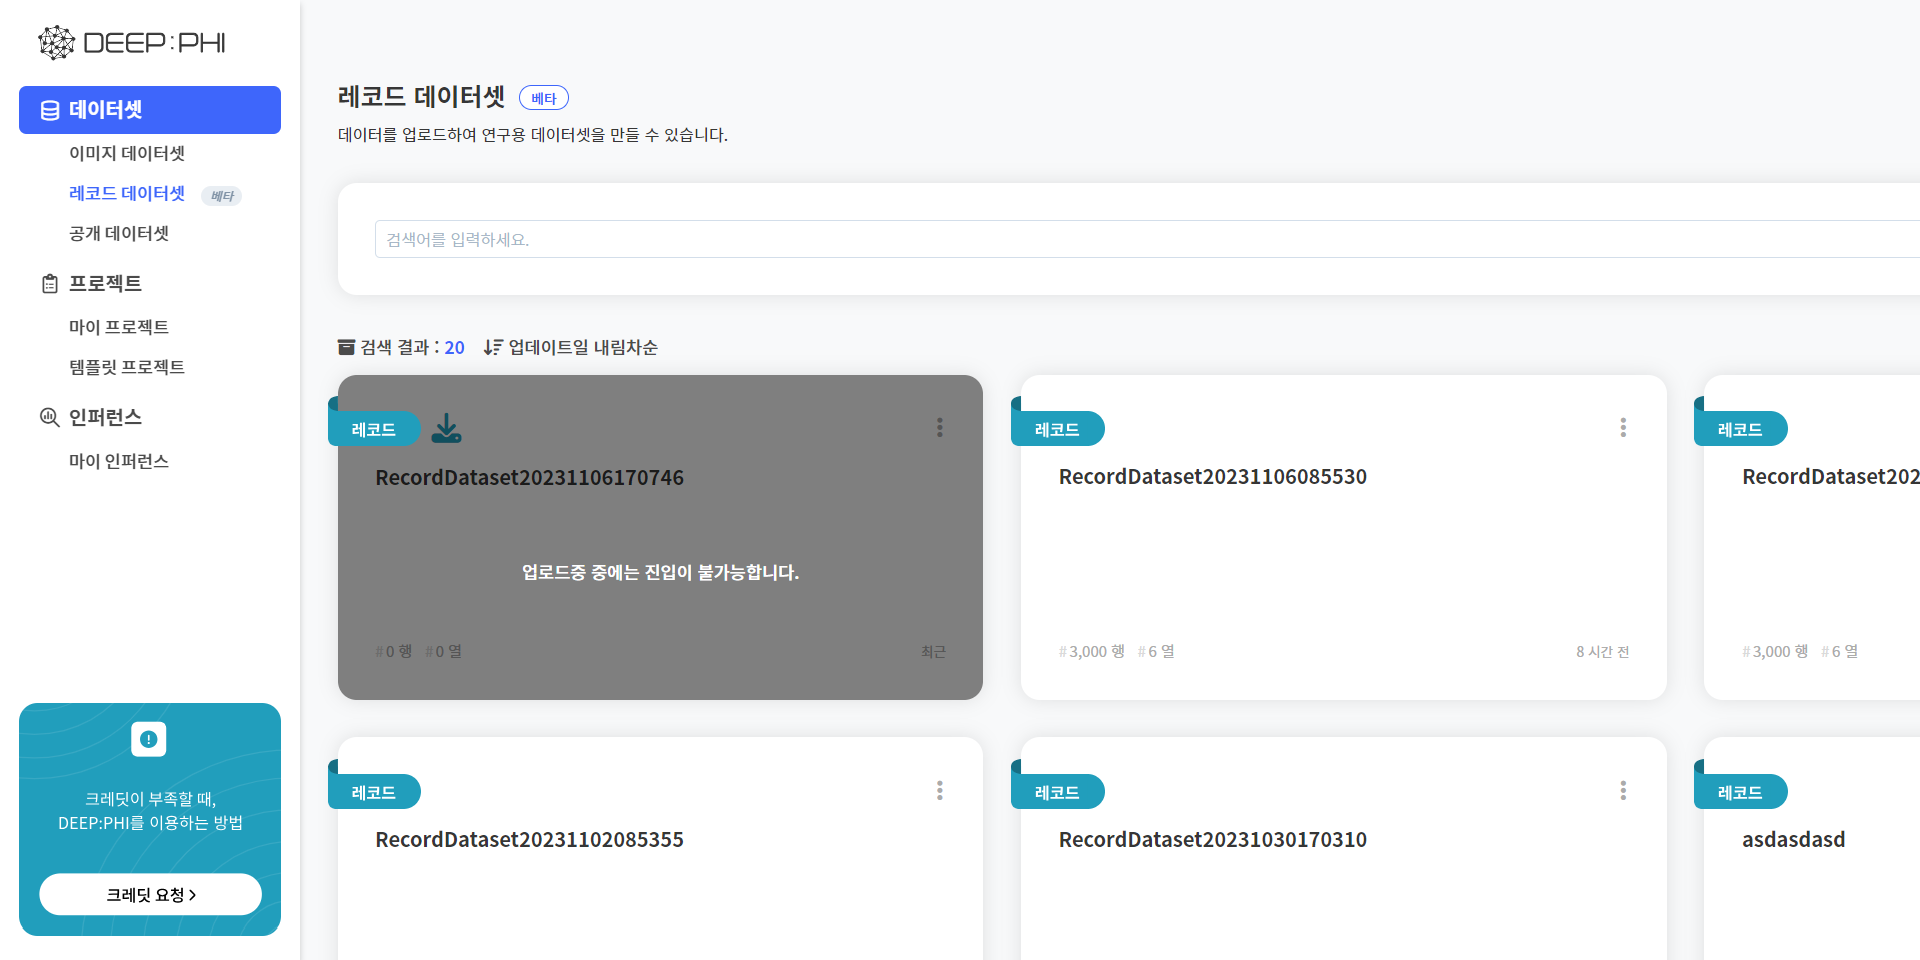 DEEP:PHI
데이터셋
이미지 데이터셋
레코드 데이터셋 베타
공개 데이터셋
프로젝트
마이 프로젝트
템플릿 프로젝트
인퍼런스
마이 인퍼런스
크레딧이 부족할 때,
DEEP:PHI를 이용하는 방법
크레딧 요청
레코드 데이터셋 베타
데이터를 업로드하여 연구용 데이터셋을 만들 수 있습니다.
검색어를 입력하세요.
검색 결과 : 20 업데이트일 내림차순
레코드
RecordDataset20231106170746
업로드중 중에는 진입이 불가능합니다.
#0 행 #0 열 최근
레코드
RecordDataset20231106085530
#3,000 행 #6 열 8 시간 전
레코드
RecordDataset202
#3,000 행 #6 열
레코드
RecordDataset20231102085355
레코드
RecordDataset20231030170310
레코드
asdasdasd